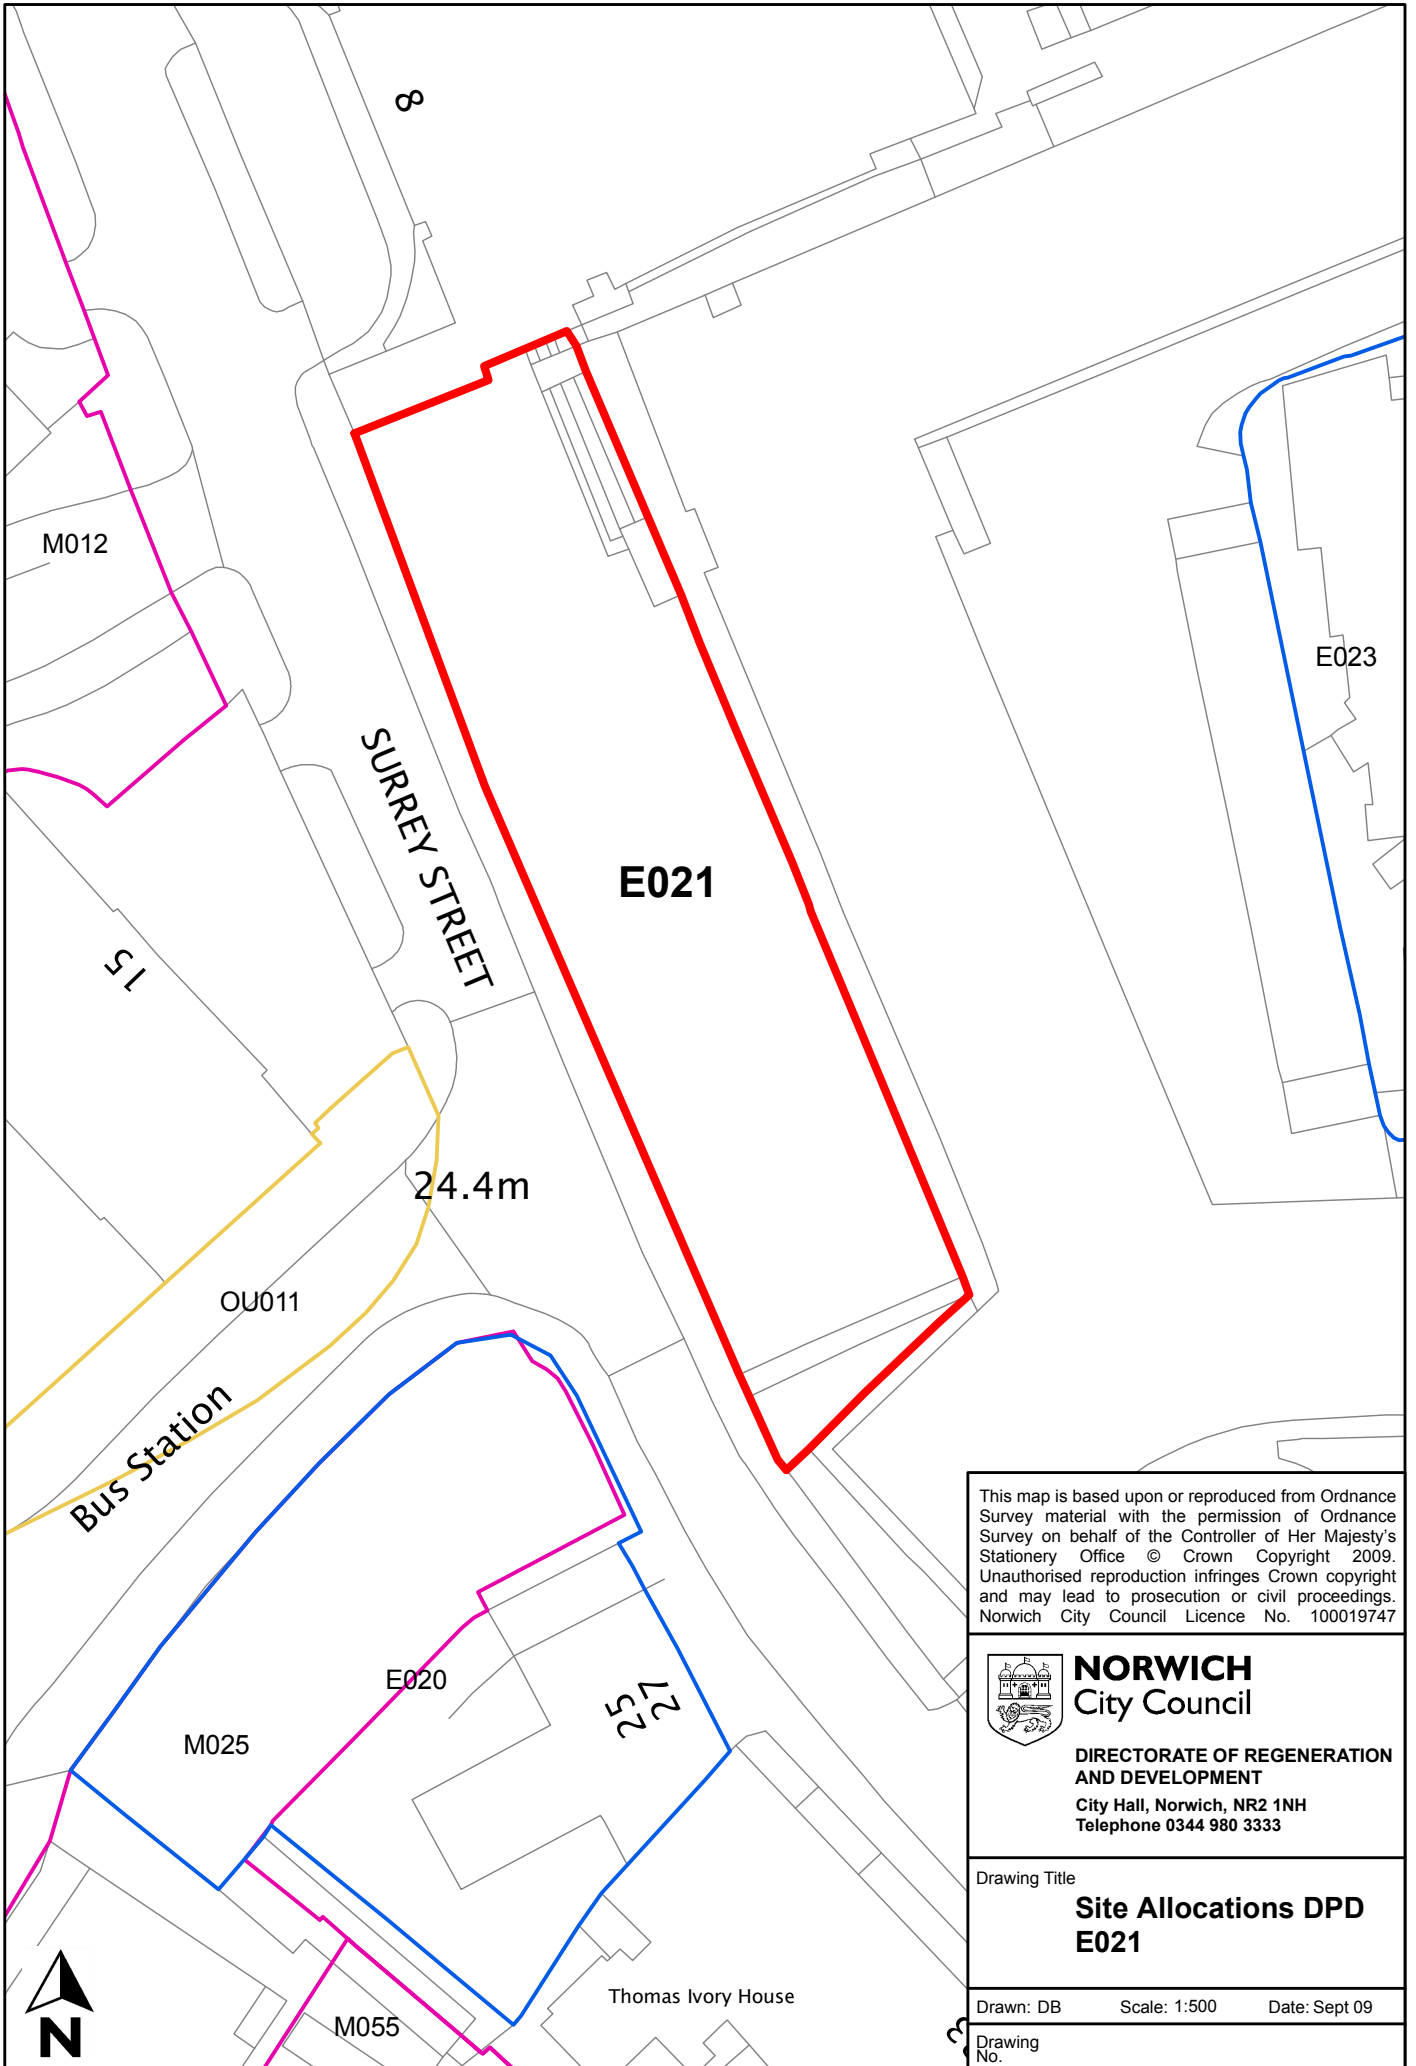 8
M012
E023
SURREY STREET
E021
15
24.4m
OU011
Bus Station
E020
27
25
M025
Thomas Ivory House
M055
N
This map is based upon or reproduced from Ordnance
Survey material with the permission of Ordnance
Survey on behalf of the Controller of Her Majesty's
Stationery Office © Crown Copyright 2009.
Unauthorised reproduction infringes Crown copyright
and may lead to prosecution or civil proceedings.
Norwich City Council Licence No. 100019747
NORWICH
City Council
DIRECTORATE OF REGENERATION
AND DEVELOPMENT
City Hall, Norwich, NR2 1NH
Telephone 0344 980 3333
Drawing Title
Site Allocations DPD
E021
Drawn: DB Scale: 1:500 Date: Sept 09
Drawing
No.